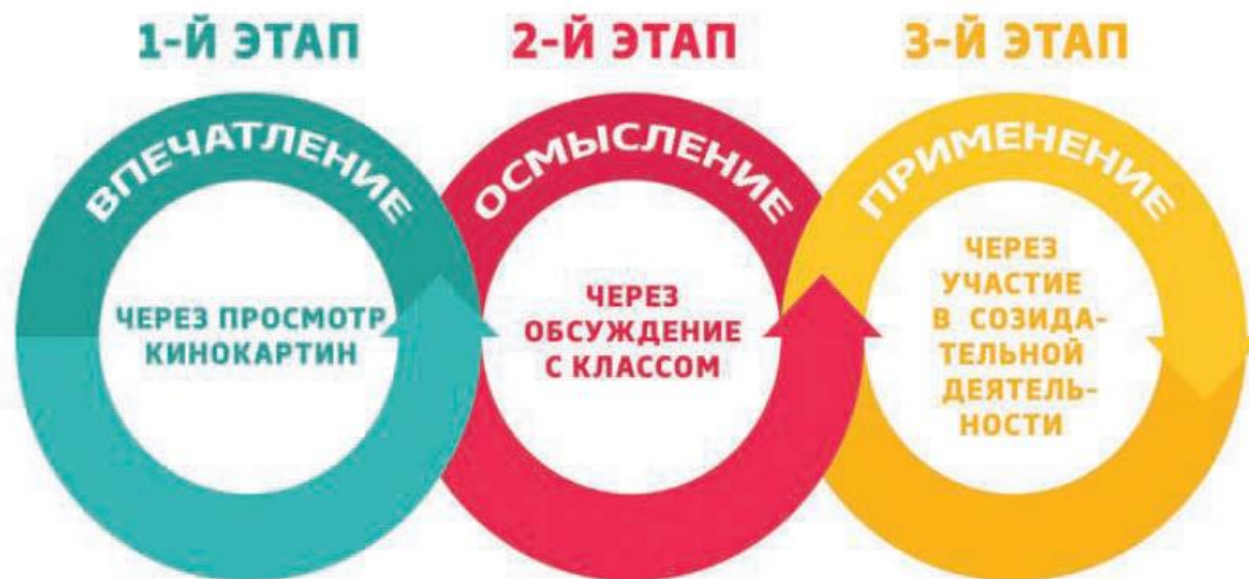 1-Й ЭТАП
ВПЕЧАТЛЕНИЕ
ЧЕРЕЗ ПРОСМОТР
КИНОКАРТИН
2-Й ЭТАП
ОСМЫСЛЕНИЕ
ЧЕРЕЗ
ОБСУЖДЕНИЕ
С КЛАССОМ
3-Й ЭТАП
ПРИМЕНЕНИЕ
ЧЕРЕЗ
УЧАСТИЕ
В СОЗИДА-
ТЕЛЬНОЙ
ДЕЯТЕЛЬ-
НОСТИ